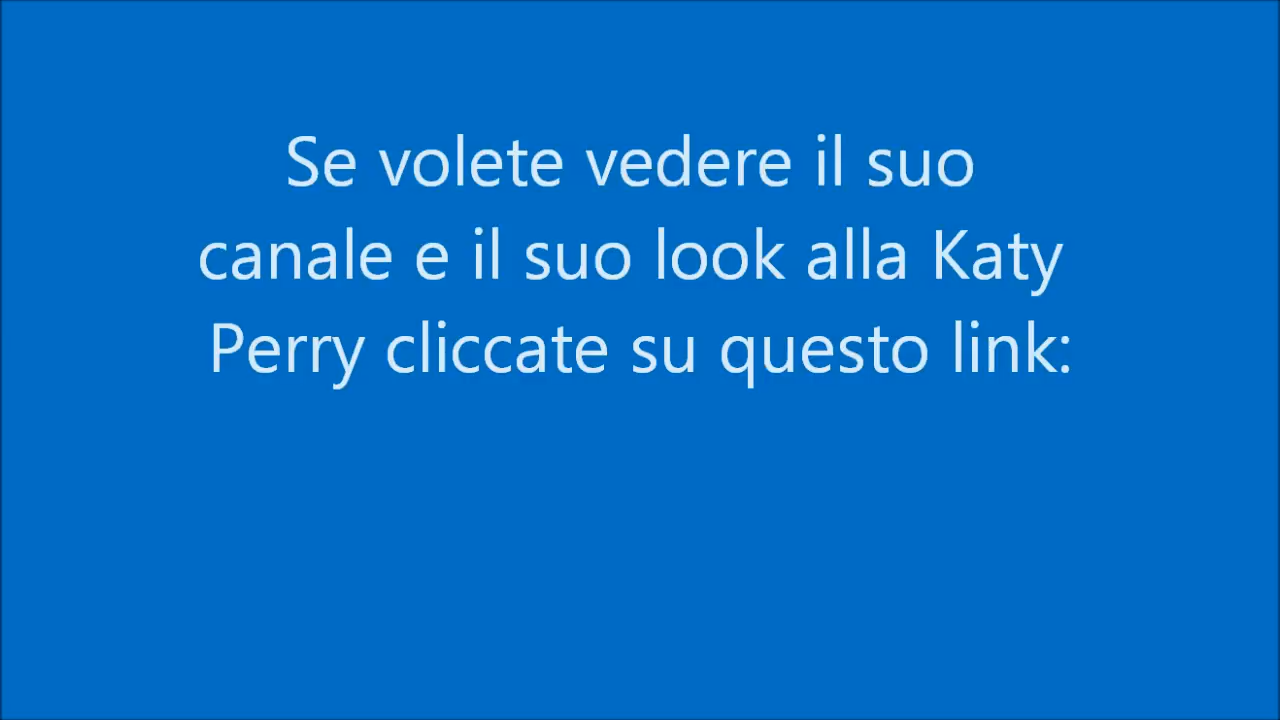 Se volete vedere il suo
canale e il suo look alla Katy
Perry cliccate su questo link: